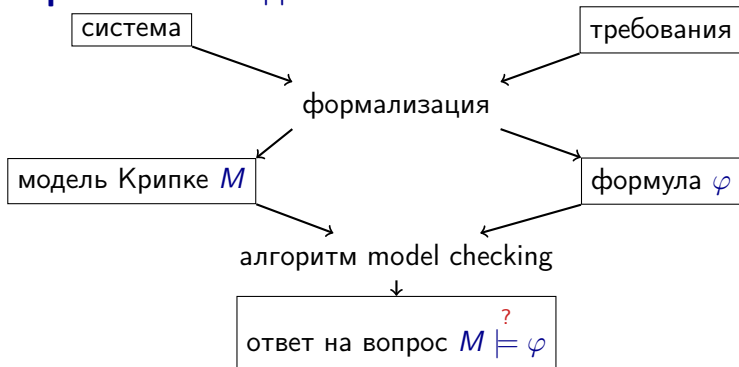 система
требования
формализация
модель Крипке M
формула φ
алгоритм model checking
?
ответ на вопрос M ⊨ φ